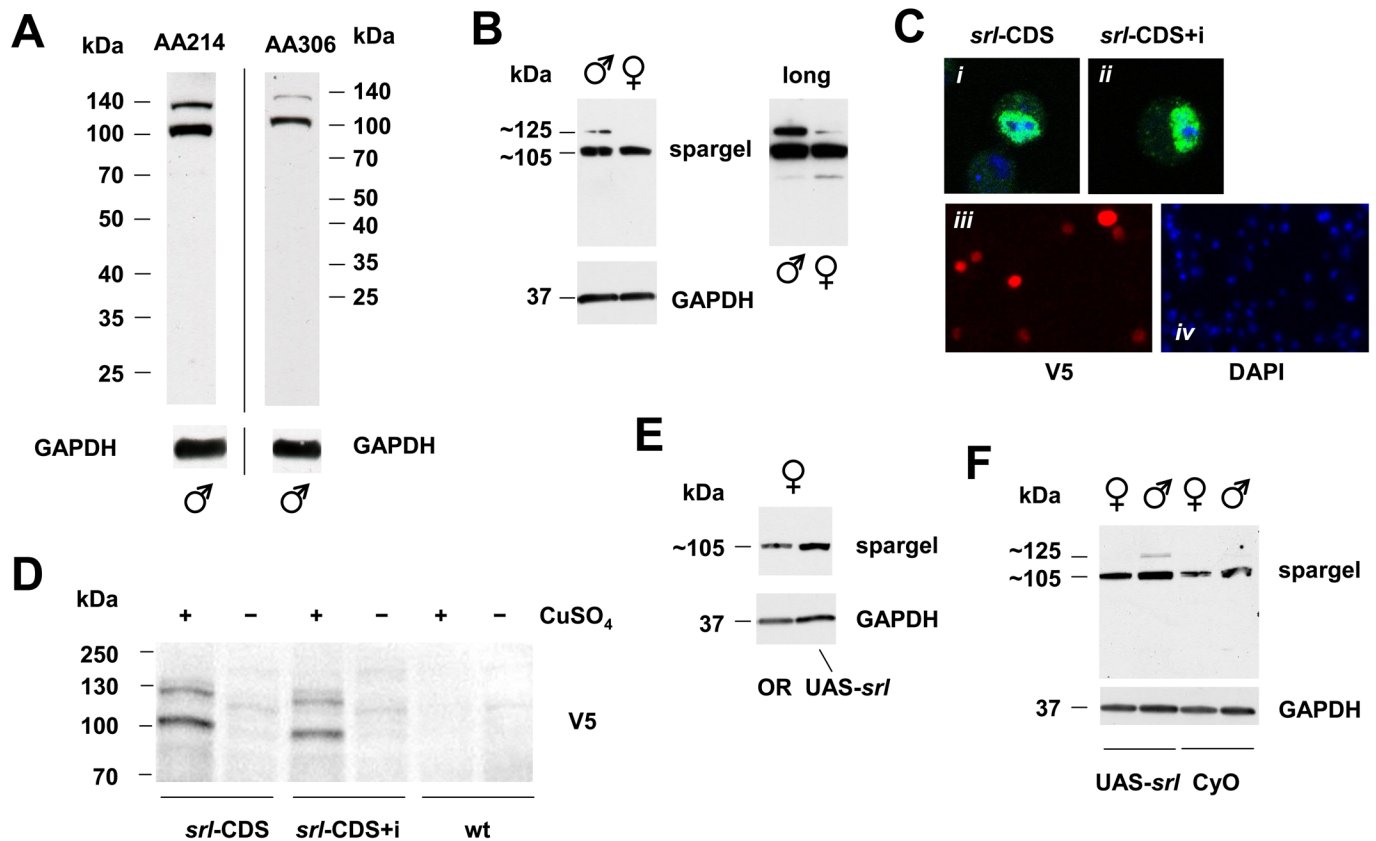 A
kDa
AA214
AA306
kDa
140
100
70
50
40
35
25
140
100
70
50
40
35
25
GAPDH
GAPDH
♂
♂
B
kDa
♂ ♀
long
~125
~105
spargel
37
GAPDH
♂ ♀
C
srl-CDS
srl-CDS+i
i
ii
iii
iv
V5
DAPI
D
kDa
+ – + – + –
CuSO4
250
130
100
70
V5
srl-CDS
srl-CDS+i
wt
E
♀
kDa
~105
spargel
37
GAPDH
OR
UAS-srl
F
kDa
♀ ♂ ♀ ♂
~125
~105
spargel
37
GAPDH
UAS-srl
CyO